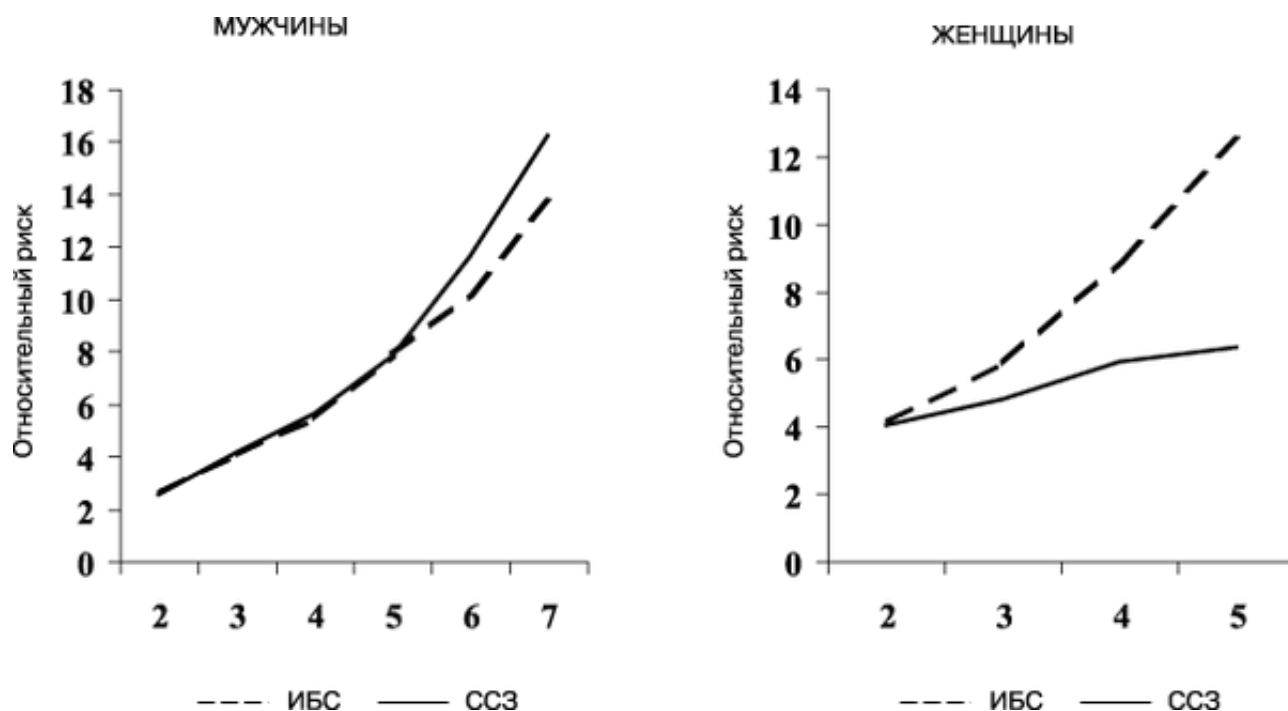 МУЖЧИНЫ
Относительный риск
18
16
14
12
10
8
6
4
2
0
2 3 4 5 6 7
ИБС ССЗ
ЖЕНЩИНЫ
Относительный риск
14
12
10
8
6
4
2
0
2 3 4 5
ИБС ССЗ